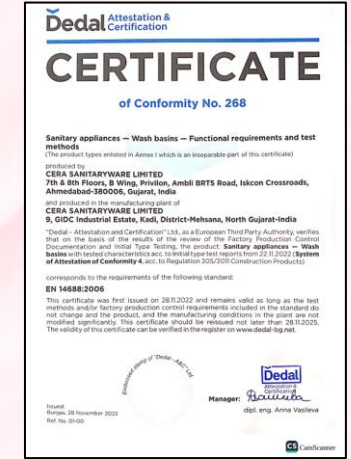 Dedal Attestation &
Certification
CERTIFICATE
of Conformity No. 268
Sanitary appliances — Wash basins — Functional requirements and test
methods
(The product types enlisted in Annex I which is an inseparable part of this certificate)
produced by
CERA SANITARYWARE LIMITED
7th & 8th Floors, B Wing, Privilon, Ambli BRTS Road, Iskcon Crossroads,
Ahmedabad-380006, Gujarat, India
and produced in the manufacturing plant of
CERA SANITARYWARE LIMITED
9, GIDC Industrial Estate, Kadi, District-Mehsana, North Gujarat-India
"Dedal – Attestation and Certification" Ltd., as a European Third Party Authority, verifies
that on the basis of the results of the review of the Factory Production Control
Documentation and Initial Type Testing, the product: Sanitary appliances — Wash
basins with tested characteristics acc. to Initial type test reports from 22.11.2022 (System
of Attestation of Conformity 4, acc. to Regulation 305/2011 Construction Products)
corresponds to the requirements of the following standard:
EN 14688:2006
This certificate was first issued on 28.11.2022 and remains valid as long as the test
methods and/or factory production control requirements included in the standard do
not change and the product, and the manufacturing conditions in the plant are not
modified significantly. This certificate should be reissued not later than 28.11.2025.
The validity of this certificate can be verified in the register on www.dedal-bg.net.
Embossed stamp of "Dedal -A&C" Ltd.
Dedal
Attestation &
Certification
Manager:
dipl. eng. Anna Vasileva
Issued:
Burgas, 28 November 2022
Ref. No. 01-00
CS CamScanner